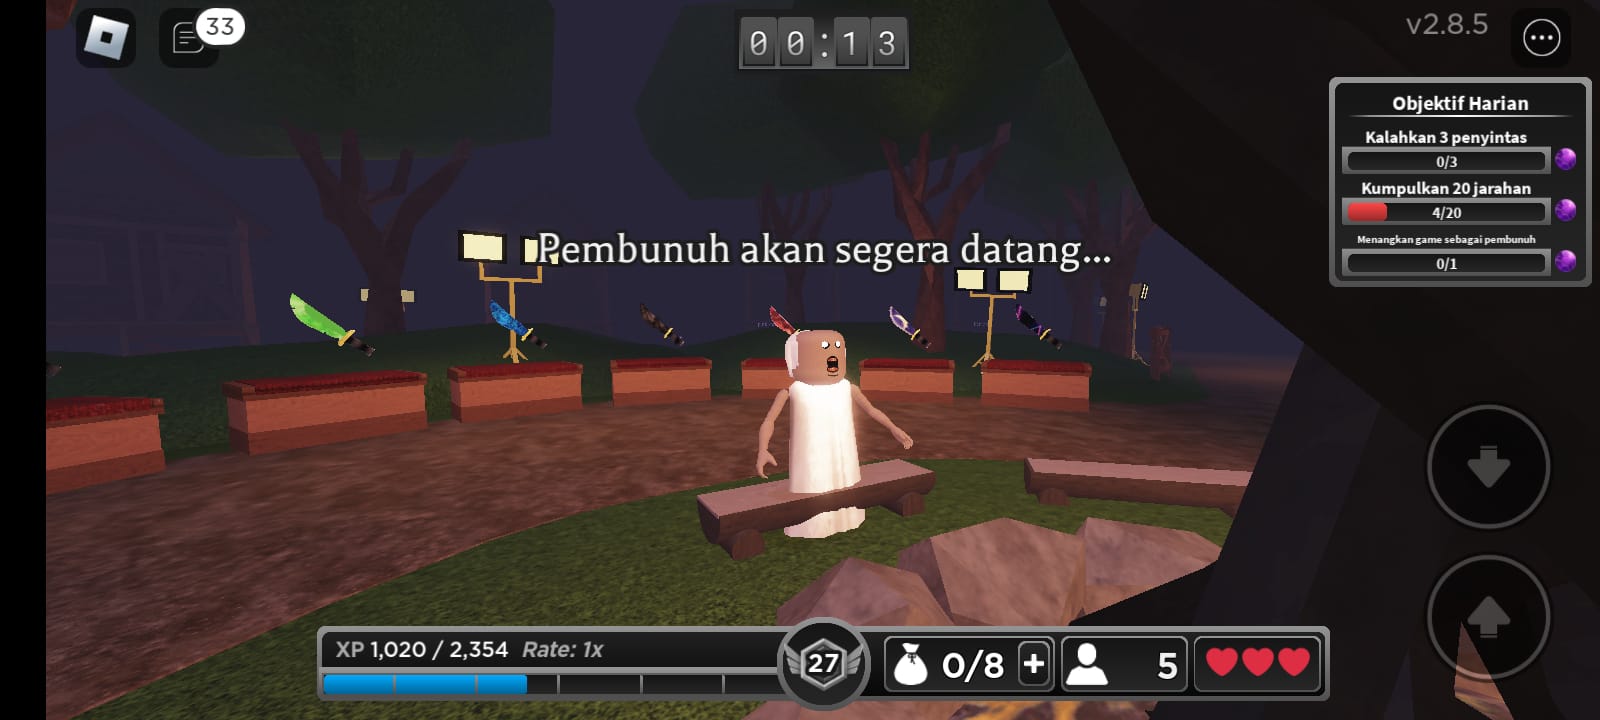 33
00:13
v2.8.5
Objektif Harian
Kalahkan 3 penyintas
0/3
Kumpulkan 20 jarahan
4/20
Menangkan game sebagai pembunuh
0/1
Pembunuh akan segera datang...
XP 1,020 / 2,354 Rate: 1x
27
0/8
+
5